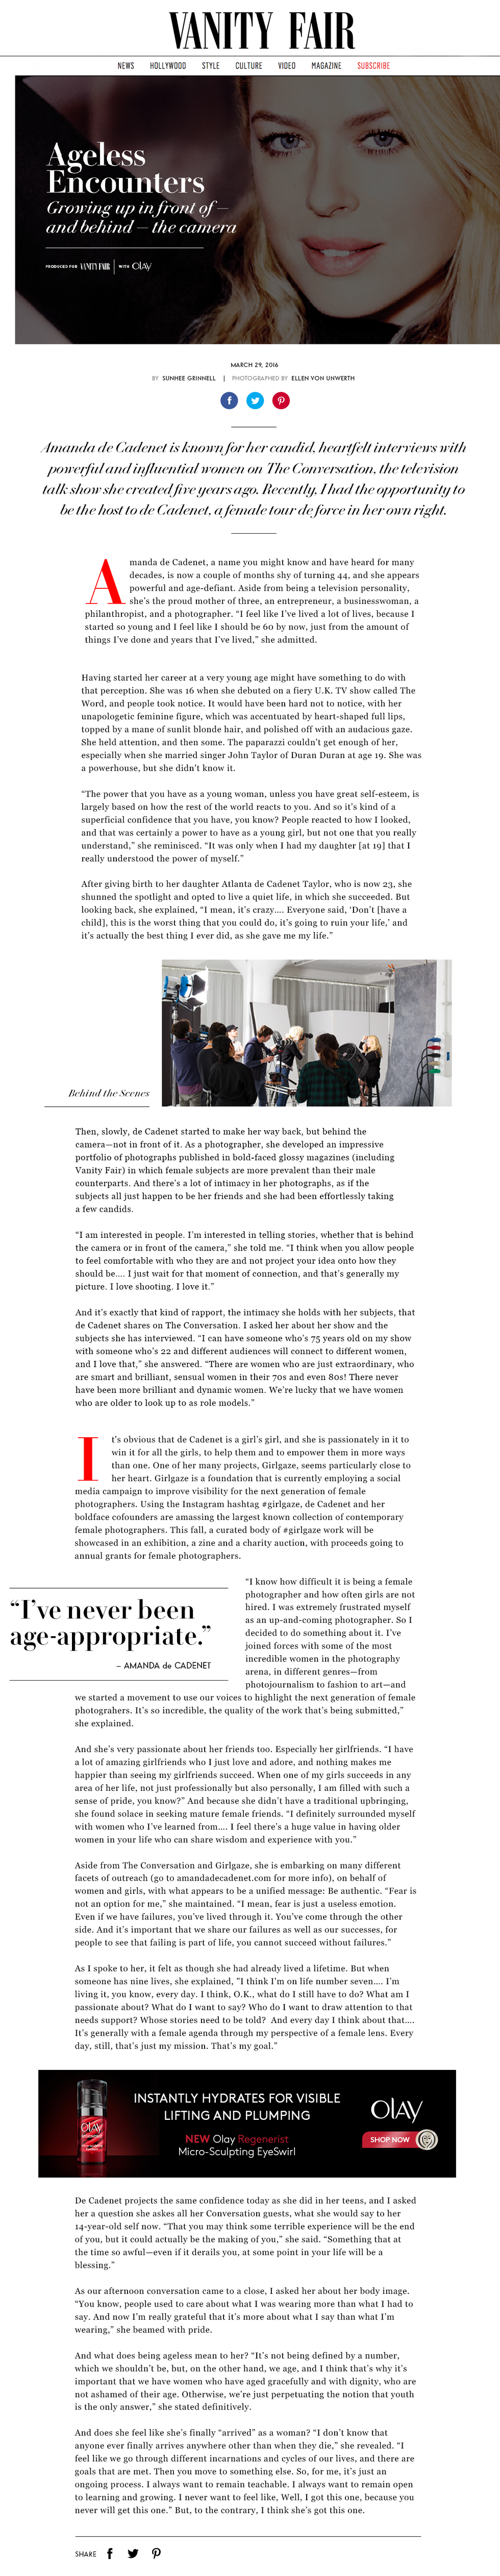 VANITY FAIR
NEWS HOLLYWOOD STYLE CULTURE VIDEO MAGAZINE SUBSCRIBE
Ageless
Encounters
Growing up in front of —
and behind — the camera
PRODUCED FOR VANITY FAIR | WITH OLAY
MARCH 29, 2016
BY SUNHEE GRINNELL | PHOTOGRAPHED BY ELLEN VON UNWERTH
Amanda de Cadenet is known for her candid, heartfelt interviews with
powerful and influential women on The Conversation, the television
talk show she created five years ago. Recently, I had the opportunity to
be the host to de Cadenet, a female tour de force in her own right.
Amanda de Cadenet, a name you might know and have heard for many
decades, is now a couple of months shy of turning 44, and she appears
powerful and age-defiant. Aside from being a television personality,
she's the proud mother of three, an entrepreneur, a businesswoman, a
philanthropist, and a photographer. “I feel like I've lived a lot of lives, because I
started so young and I feel like I should be 60 by now, just from the amount of
things I've done and years that I've lived,” she admitted.
Having started her career at a very young age might have something to do with
that perception. She was 16 when she debuted on a fiery U.K. TV show called The
Word, and people took notice. It would have been hard not to notice, with her
unapologetic feminine figure, which was accentuated by heart-shaped full lips,
topped by a mane of sunlit blonde hair, and polished off with an audacious gaze.
She held attention, and then some. The paparazzi couldn't get enough of her,
especially when she married singer John Taylor of Duran Duran at age 19. She was
a powerhouse, but she didn't know it.
“The power that you have as a young woman, unless you have great self-esteem, is
largely based on how the rest of the world reacts to you. And so it's kind of a
superficial confidence that you have, you know? People reacted to how I looked,
and that was certainly a power to have as a young girl, but not one that you really
understand,” she reminisced. “It was only when I had my daughter [at 19] that I
really understood the power of myself.”
After giving birth to her daughter Atlanta de Cadenet Taylor, who is now 23, she
shunned the spotlight and opted to live a quiet life, in which she succeeded. But
looking back, she explained, “I mean, it's crazy.... Everyone said, ‘Don't [have a
child], this is the worst thing that you could do, it's going to ruin your life,’ and
it's actually the best thing I ever did, as she gave me my life.”
Behind the Scenes
Then, slowly, de Cadenet started to make her way back, but behind the
camera—not in front of it. As a photographer, she developed an impressive
portfolio of photographs published in bold-faced glossy magazines (including
Vanity Fair) in which female subjects are more prevalent than their male
counterparts. And there's a lot of intimacy in her photographs, as if the
subjects all just happen to be her friends and she had been effortlessly taking
a few candids.
“I am interested in people. I'm interested in telling stories, whether that is behind
the camera or in front of the camera,” she told me. “I think when you allow people
to feel comfortable with who they are and not project your idea onto how they
should be.... I just wait for that moment of connection, and that's generally my
picture. I love shooting. I love it.”
And it's exactly that kind of rapport, the intimacy she holds with her subjects, that
de Cadenet shares on The Conversation. I asked her about her show and the
subjects she has interviewed. “I can have someone who's 75 years old on my show
with someone who's 22 and different audiences will connect to different women,
and I love that,” she answered. “There are women who are just extraordinary, who
are smart and brilliant, sensual women in their 70s and even 80s! There never
have been more brilliant and dynamic women. We're lucky that we have women
who are older to look up to as role models.”
It's obvious that de Cadenet is a girl's girl, and she is passionately in it to
win it for all the girls, to help them and to empower them in more ways
than one. One of her many projects, Girlgaze, seems particularly close to
her heart. Girlgaze is a foundation that is currently employing a social
media campaign to improve visibility for the next generation of female
photographers. Using the Instagram hashtag #girlgaze, de Cadenet and her
boldface cofounders are amassing the largest known collection of contemporary
female photographers. This fall, a curated body of #girlgaze work will be
showcased in an exhibition, a zine and a charity auction, with proceeds going to
annual grants for female photographers.
“I've never been
age-appropriate.”
– AMANDA de CADENET
“I know how difficult it is being a female
photographer and how often girls are not
hired. I was extremely frustrated myself
as an up-and-coming photographer. So I
decided to do something about it. I've
joined forces with some of the most
incredible women in the photography
arena, in different genres—from
photojournalism to fashion to art—and
we started a movement to use our voices to highlight the next generation of female
photographers. It's so incredible, the quality of the work that's being submitted,”
she explained.
And she's very passionate about her friends too. Especially her girlfriends. “I have
a lot of amazing girlfriends who I just love and adore, and nothing makes me
happier than seeing my girlfriends succeed. When one of my girls succeeds in any
area of her life, not just professionally but also personally, I am filled with such a
sense of pride, you know?” And because she didn't have a traditional upbringing,
she found solace in seeking mature female friends. “I definitely surrounded myself
with women who I've learned from.... I feel there's a huge value in having older
women in your life who can share wisdom and experience with you.”
Aside from The Conversation and Girlgaze, she is embarking on many different
facets of outreach (go to amandadecadenet.com for more info), on behalf of
women and girls, with what appears to be a unified message: Be authentic. “Fear is
not an option for me,” she maintained. “I mean, fear is just a useless emotion.
Even if we have failures, you've lived through it. You've come through the other
side. And it's important that we share our failures as well as our successes, for
people to see that failing is part of life, you cannot succeed without failures.”
As I spoke to her, it felt as though she had already lived a lifetime. But when
someone has nine lives, she explained, “I think I'm on life number seven.... I'm
living it, you know, every day. I think, O.K., what do I still have to do? What am I
passionate about? What do I want to say? Who do I want to draw attention to that
needs support? Whose stories need to be told? And every day I think about that....
It's generally with a female agenda through my perspective of a female lens. Every
day, still, that's just my mission. That's my goal.”
OLAY
INSTANTLY HYDRATES FOR VISIBLE
LIFTING AND PLUMPING
NEW Olay Regenerist
Micro-Sculpting EyeSwirl
OLAY
SHOP NOW
De Cadenet projects the same confidence today as she did in her teens, and I asked
her a question she askes all her Conversation guests, what she would say to her
14-year-old self now. “That you may think some terrible experience will be the end
of you, but it could actually be the making of you,” she said. “Something that at
the time so awful—even if it derails you, at some point in your life will be a
blessing.”
As our afternoon conversation came to a close, I asked her about her body image.
“You know, people used to care about what I was wearing more than what I had to
say. And now I'm really grateful that it's more about what I say than what I'm
wearing,” she beamed with pride.
And what does being ageless mean to her? “It's not being defined by a number,
which we shouldn't be, but, on the other hand, we age, and I think that's why it's
important that we have women who have aged gracefully and with dignity, who are
not ashamed of their age. Otherwise, we're just perpetuating the notion that youth
is the only answer,” she stated definitively.
And does she feel like she's finally “arrived” as a woman? “I don't know that
anyone ever finally arrives anywhere other than when they die,” she revealed. “I
feel like we go through different incarnations and cycles of our lives, and there are
goals that are met. Then you move to something else. So, for me, it's just an
ongoing process. I always want to remain teachable. I always want to remain open
to learning and growing. I never want to feel like, Well, I got this one, because you
never will get this one.” But, to the contrary, I think she's got this one.
SHARE